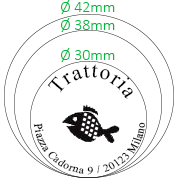 Ø 42mm
Ø 38mm
Ø 30mm
Trattoria
Piazza Cadorna 9 / 20123 Milano